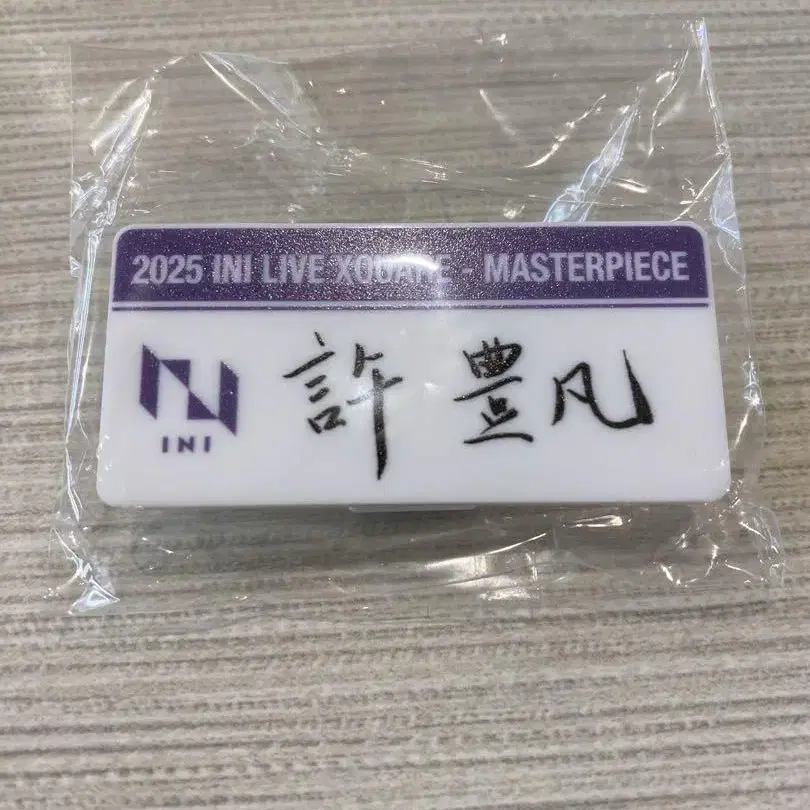 2025 INI LIVE XQUARE - MASTERPIECE
許 豊凡
INI